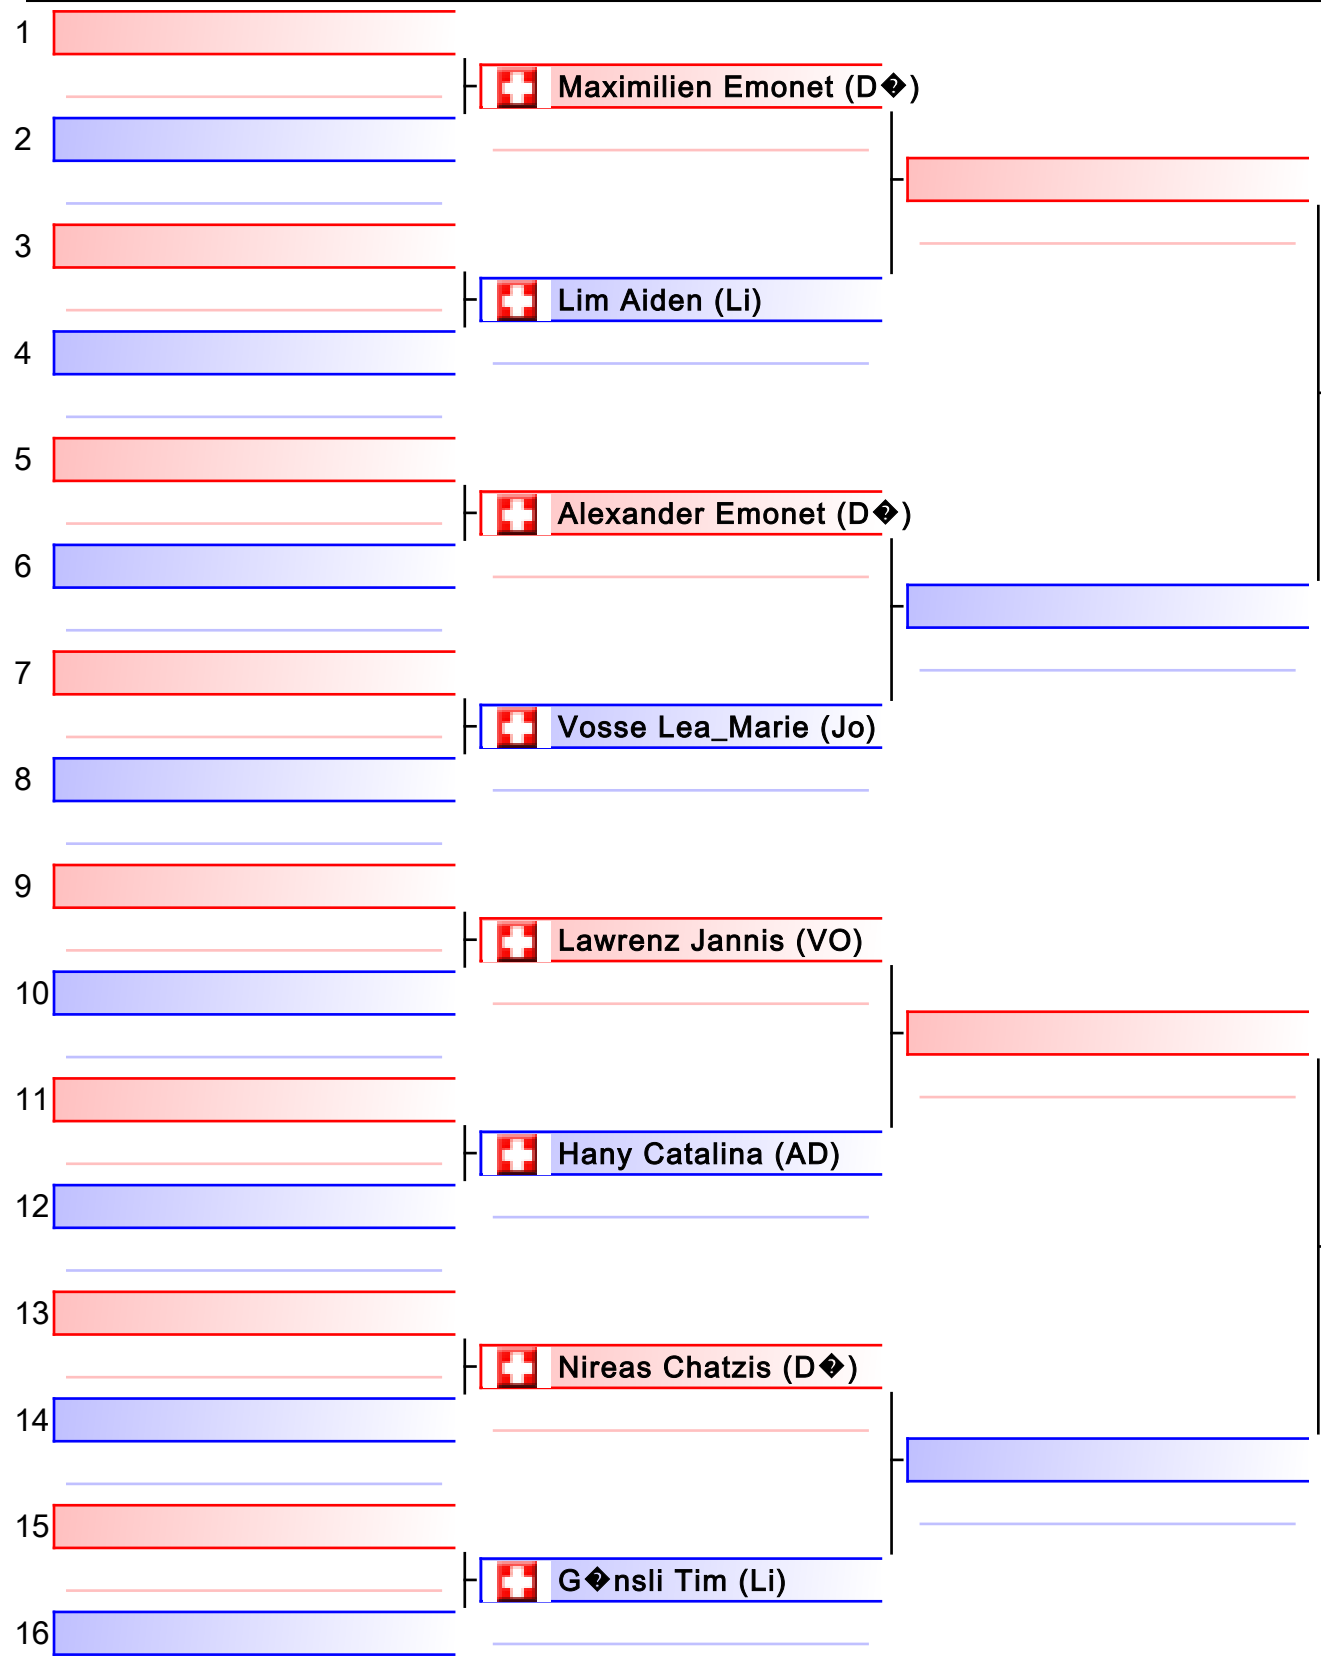 1
Maximilien Emonet (D�)
2
3
Lim Aiden (Li)
4
5
Alexander Emonet (D�)
6
7
Vosse Lea_Marie (Jo)
8
9
Lawrenz Jannis (VO)
10
11
Hany Catalina (AD)
12
13
Nireas Chatzis (D�)
14
15
G�nsli Tim (Li)
16